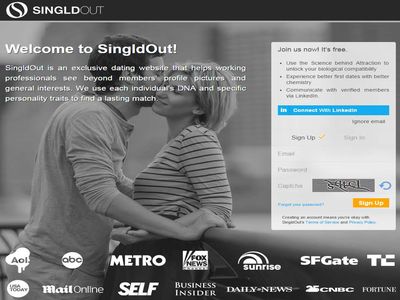 SINGLDOUT
Welcome to SinglDOut!
SinglDOut is an exclusive dating website that helps working
professionals see beyond members' profile pictures and
general interests. We use each individual's DNA and specific
personality traits to find a lasting match.
Join us now! It's free.
Use the Science behind Attraction to
unlock your biological compatibility
Experience better first dates with better
chemistry
Communicate with verified members
via LinkedIn.
in Connect With LinkedIn
Ignore email
Sign Up Sign In
Email
Password
Captcha
Forgot your password?
Sign Up
Creating an account means you're okay with
SinglDOut's Terms of Service and Privacy Policy.
Aol
abc
METRO
FOX
NEWS
sunrise
SFGate
TC
USA TODAY
Mail Online
SELF
BUSINESS
INSIDER
DAILY NEWS
CNBC
FORTUNE